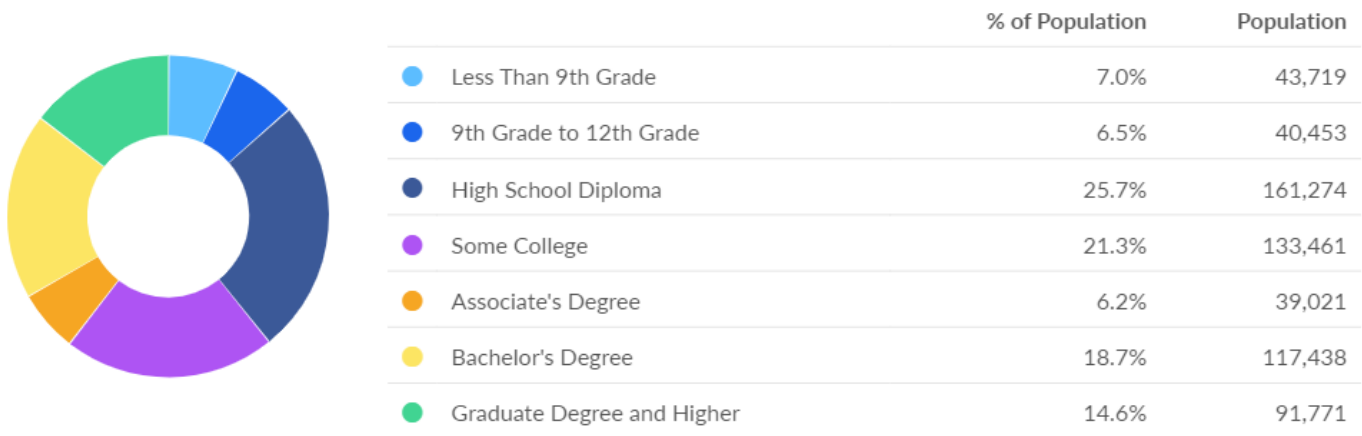 % of Population Population
Less Than 9th Grade 7.0% 43,719
9th Grade to 12th Grade 6.5% 40,453
High School Diploma 25.7% 161,274
Some College 21.3% 133,461
Associate's Degree 6.2% 39,021
Bachelor's Degree 18.7% 117,438
Graduate Degree and Higher 14.6% 91,771